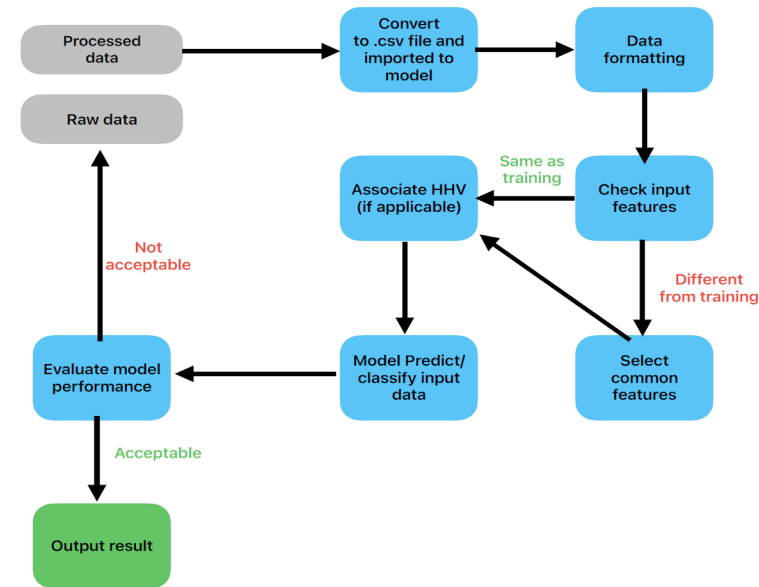 Processed
data
Convert
to .csv file and
imported to
model
Data
formatting
Raw data
Same as
training
Associate HHV
(if applicable)
Check input
features
Not
acceptable
Different
from training
Evaluate model
performance
Model Predict/
classify input
data
Select
common
features
Acceptable
Output result